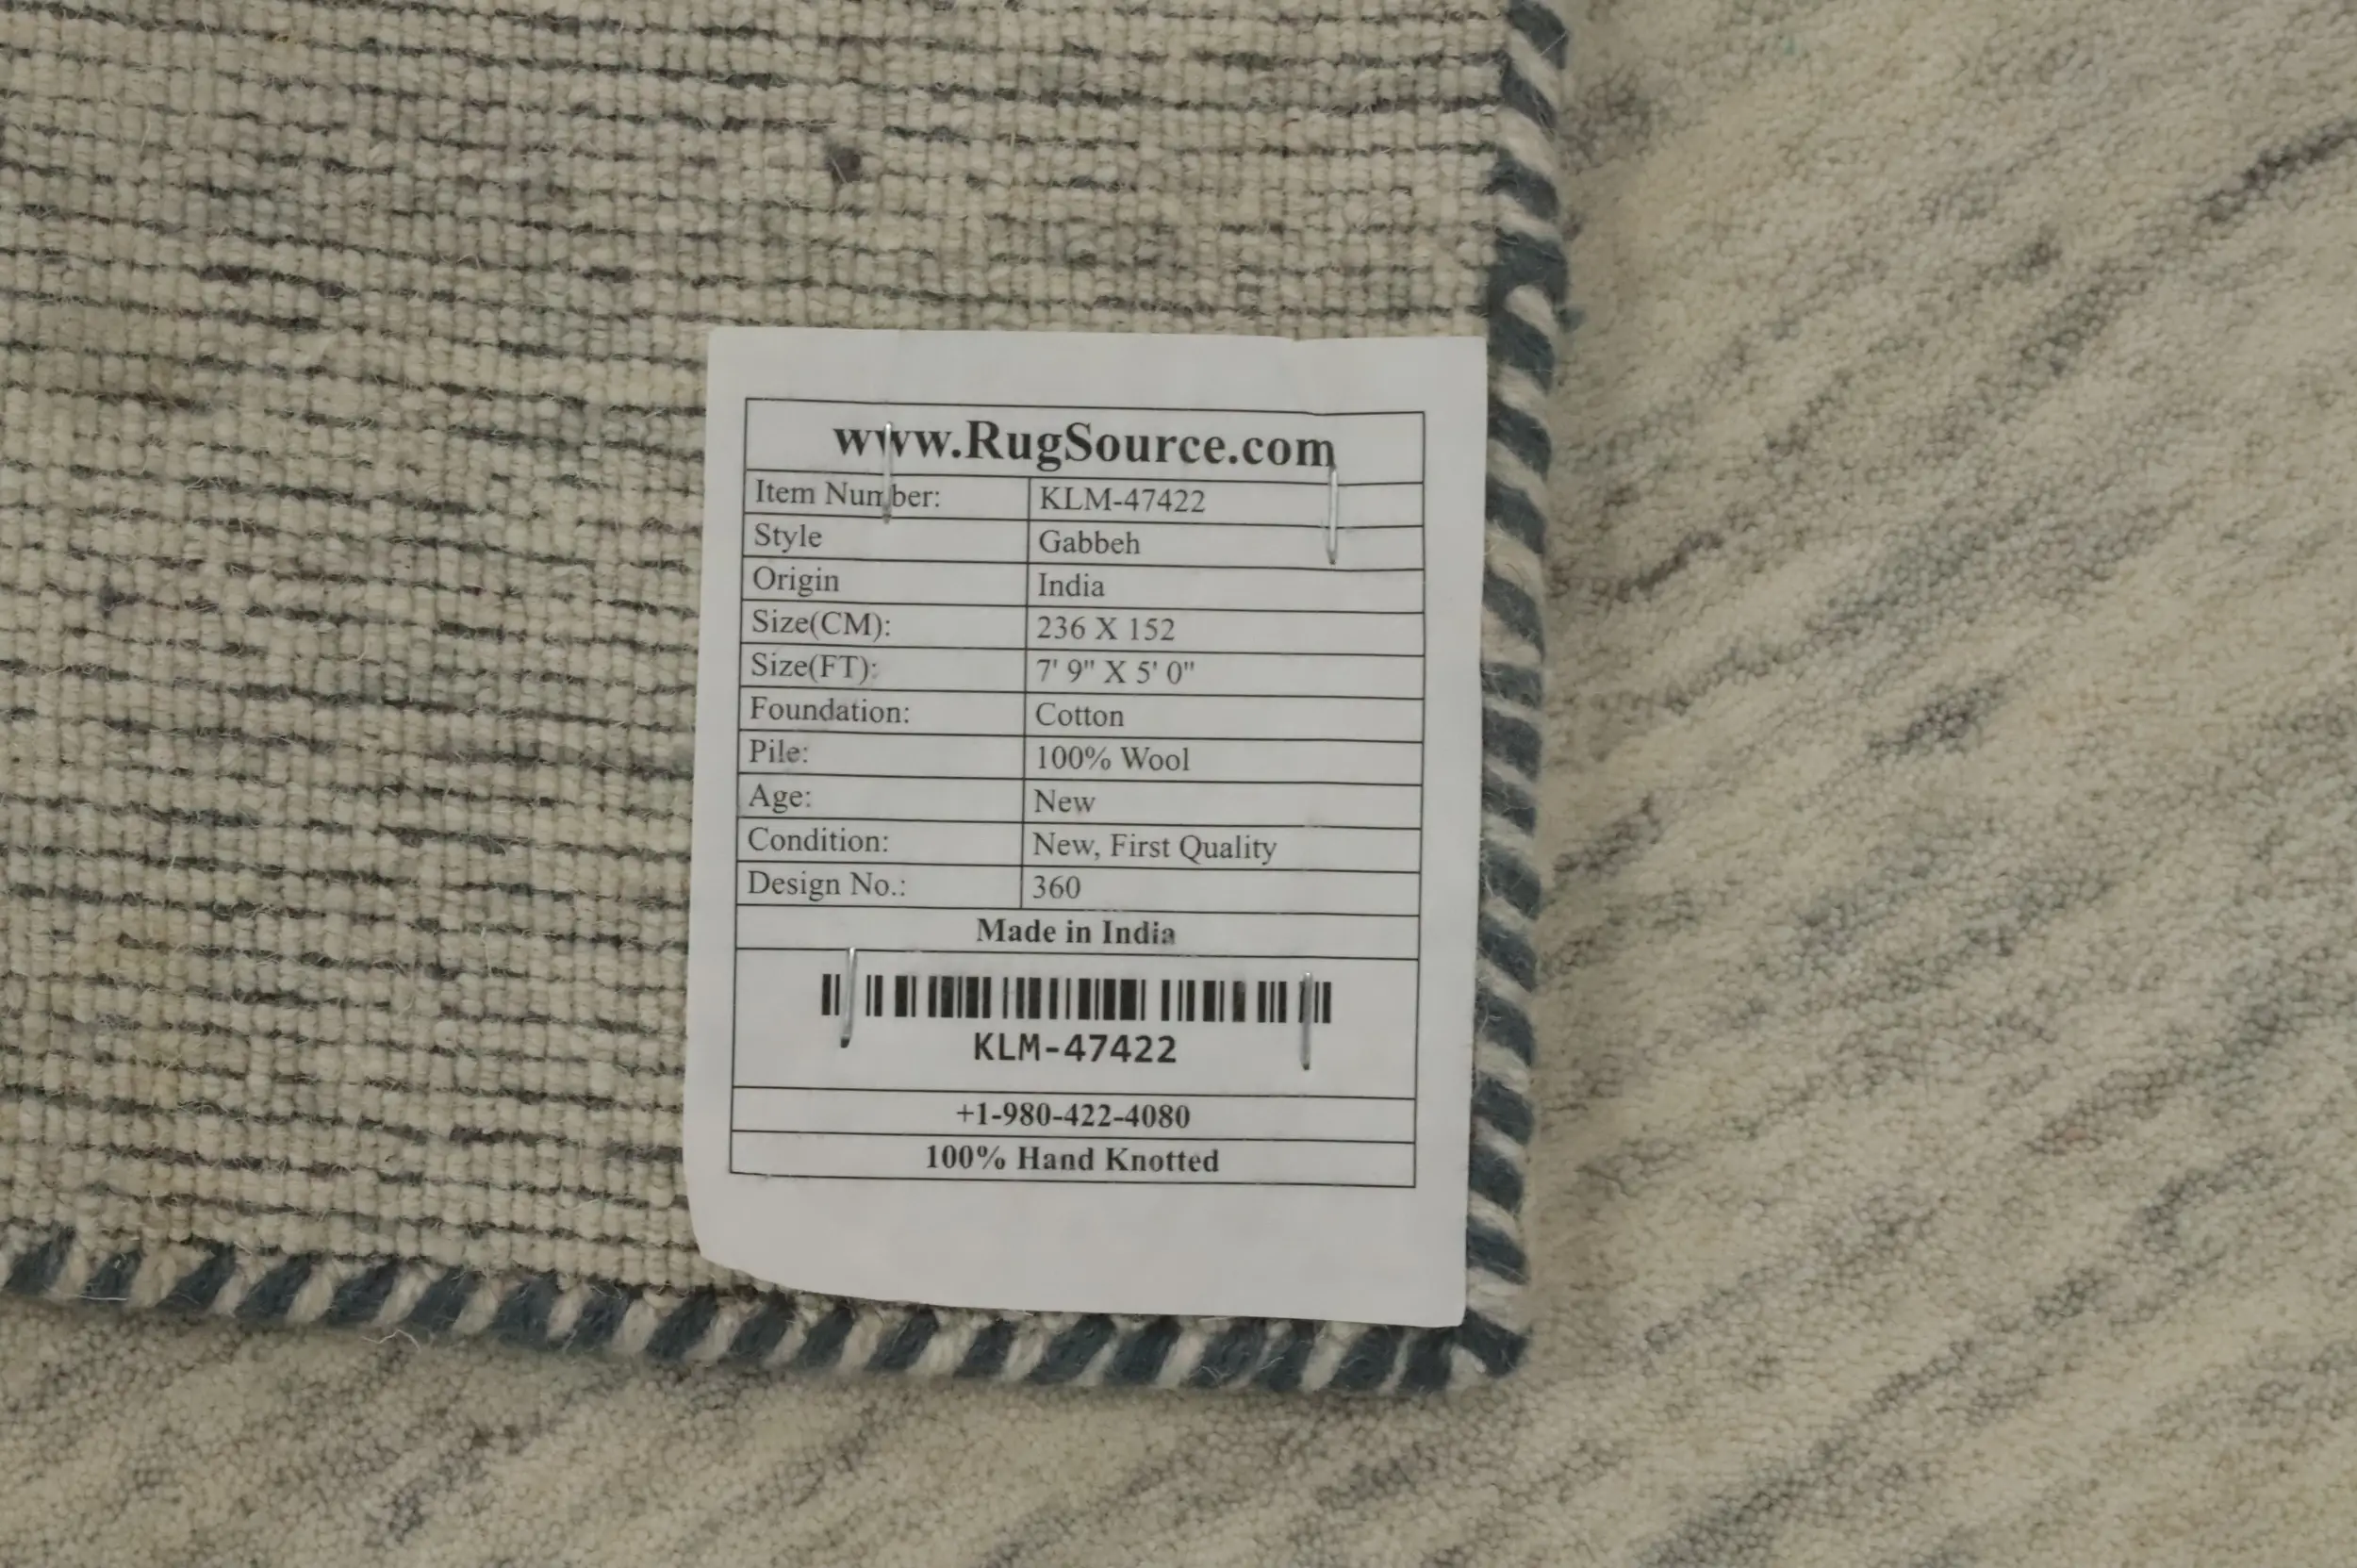 www.RugSource.com
Item Number: KLM-47422
Style Gabbeh
Origin India
Size(CM): 236 X 152
Size(FT): 7' 9" X 5' 0"
Foundation: Cotton
Pile: 100% Wool
Age: New
Condition: New, First Quality
Design No.: 360
Made in India
KLM-47422
+1-980-422-4080
100% Hand Knotted